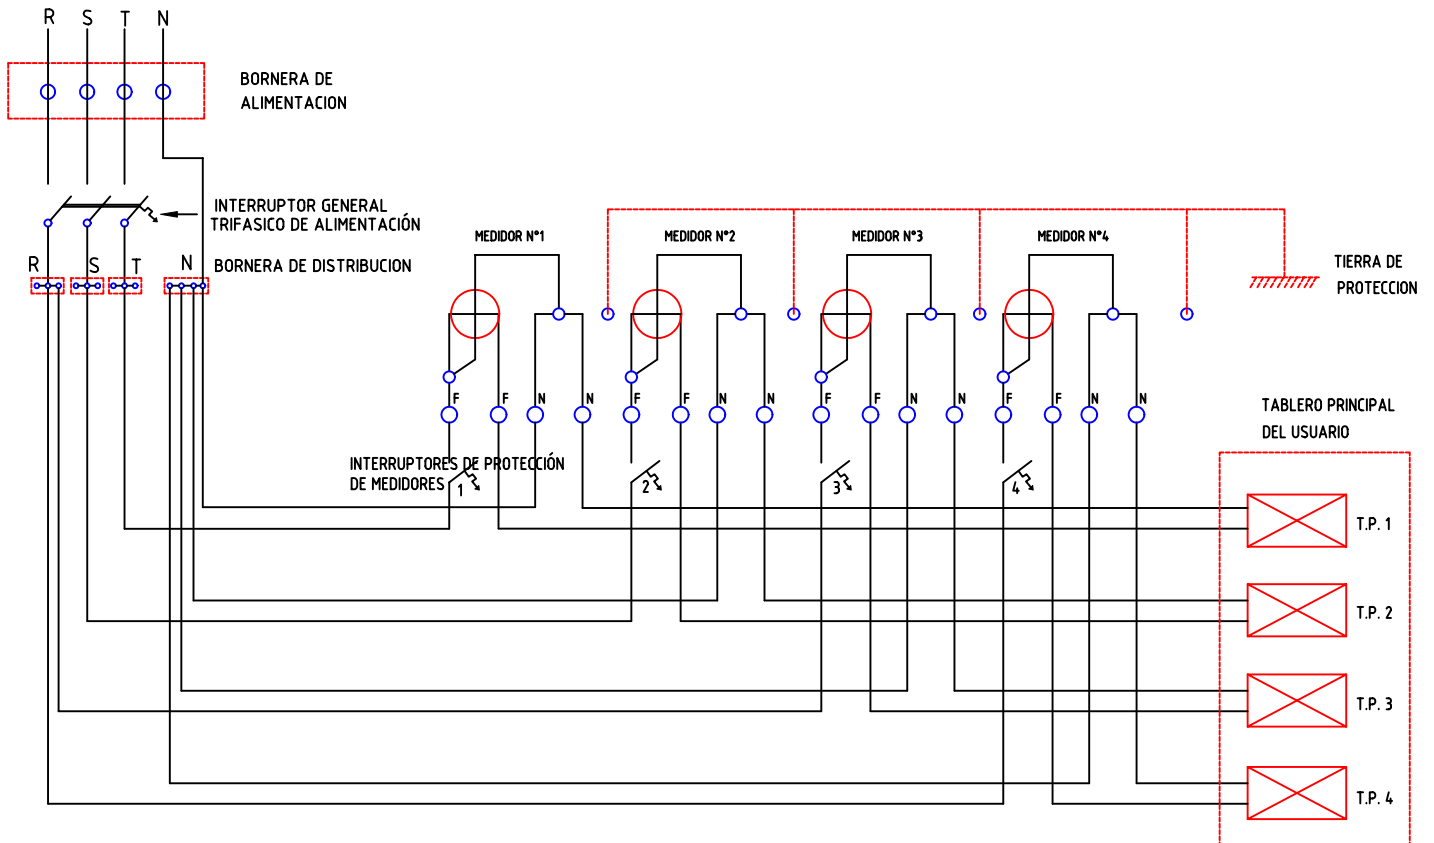 R S T N
BORNERA DE
ALIMENTACION
INTERRUPTOR GENERAL
TRIFASICO DE ALIMENTACIÓN
R S T N BORNERA DE DISTRIBUCION
MEDIDOR N°1 MEDIDOR N°2 MEDIDOR N°3 MEDIDOR N°4
TIERRA DE
PROTECCION
F F N N F F N N F F N N F F N N
TABLERO PRINCIPAL
DEL USUARIO
INTERRUPTORES DE PROTECCIÓN
DE MEDIDORES 1 2 3 4
T.P. 1
T.P. 2
T.P. 3
T.P. 4